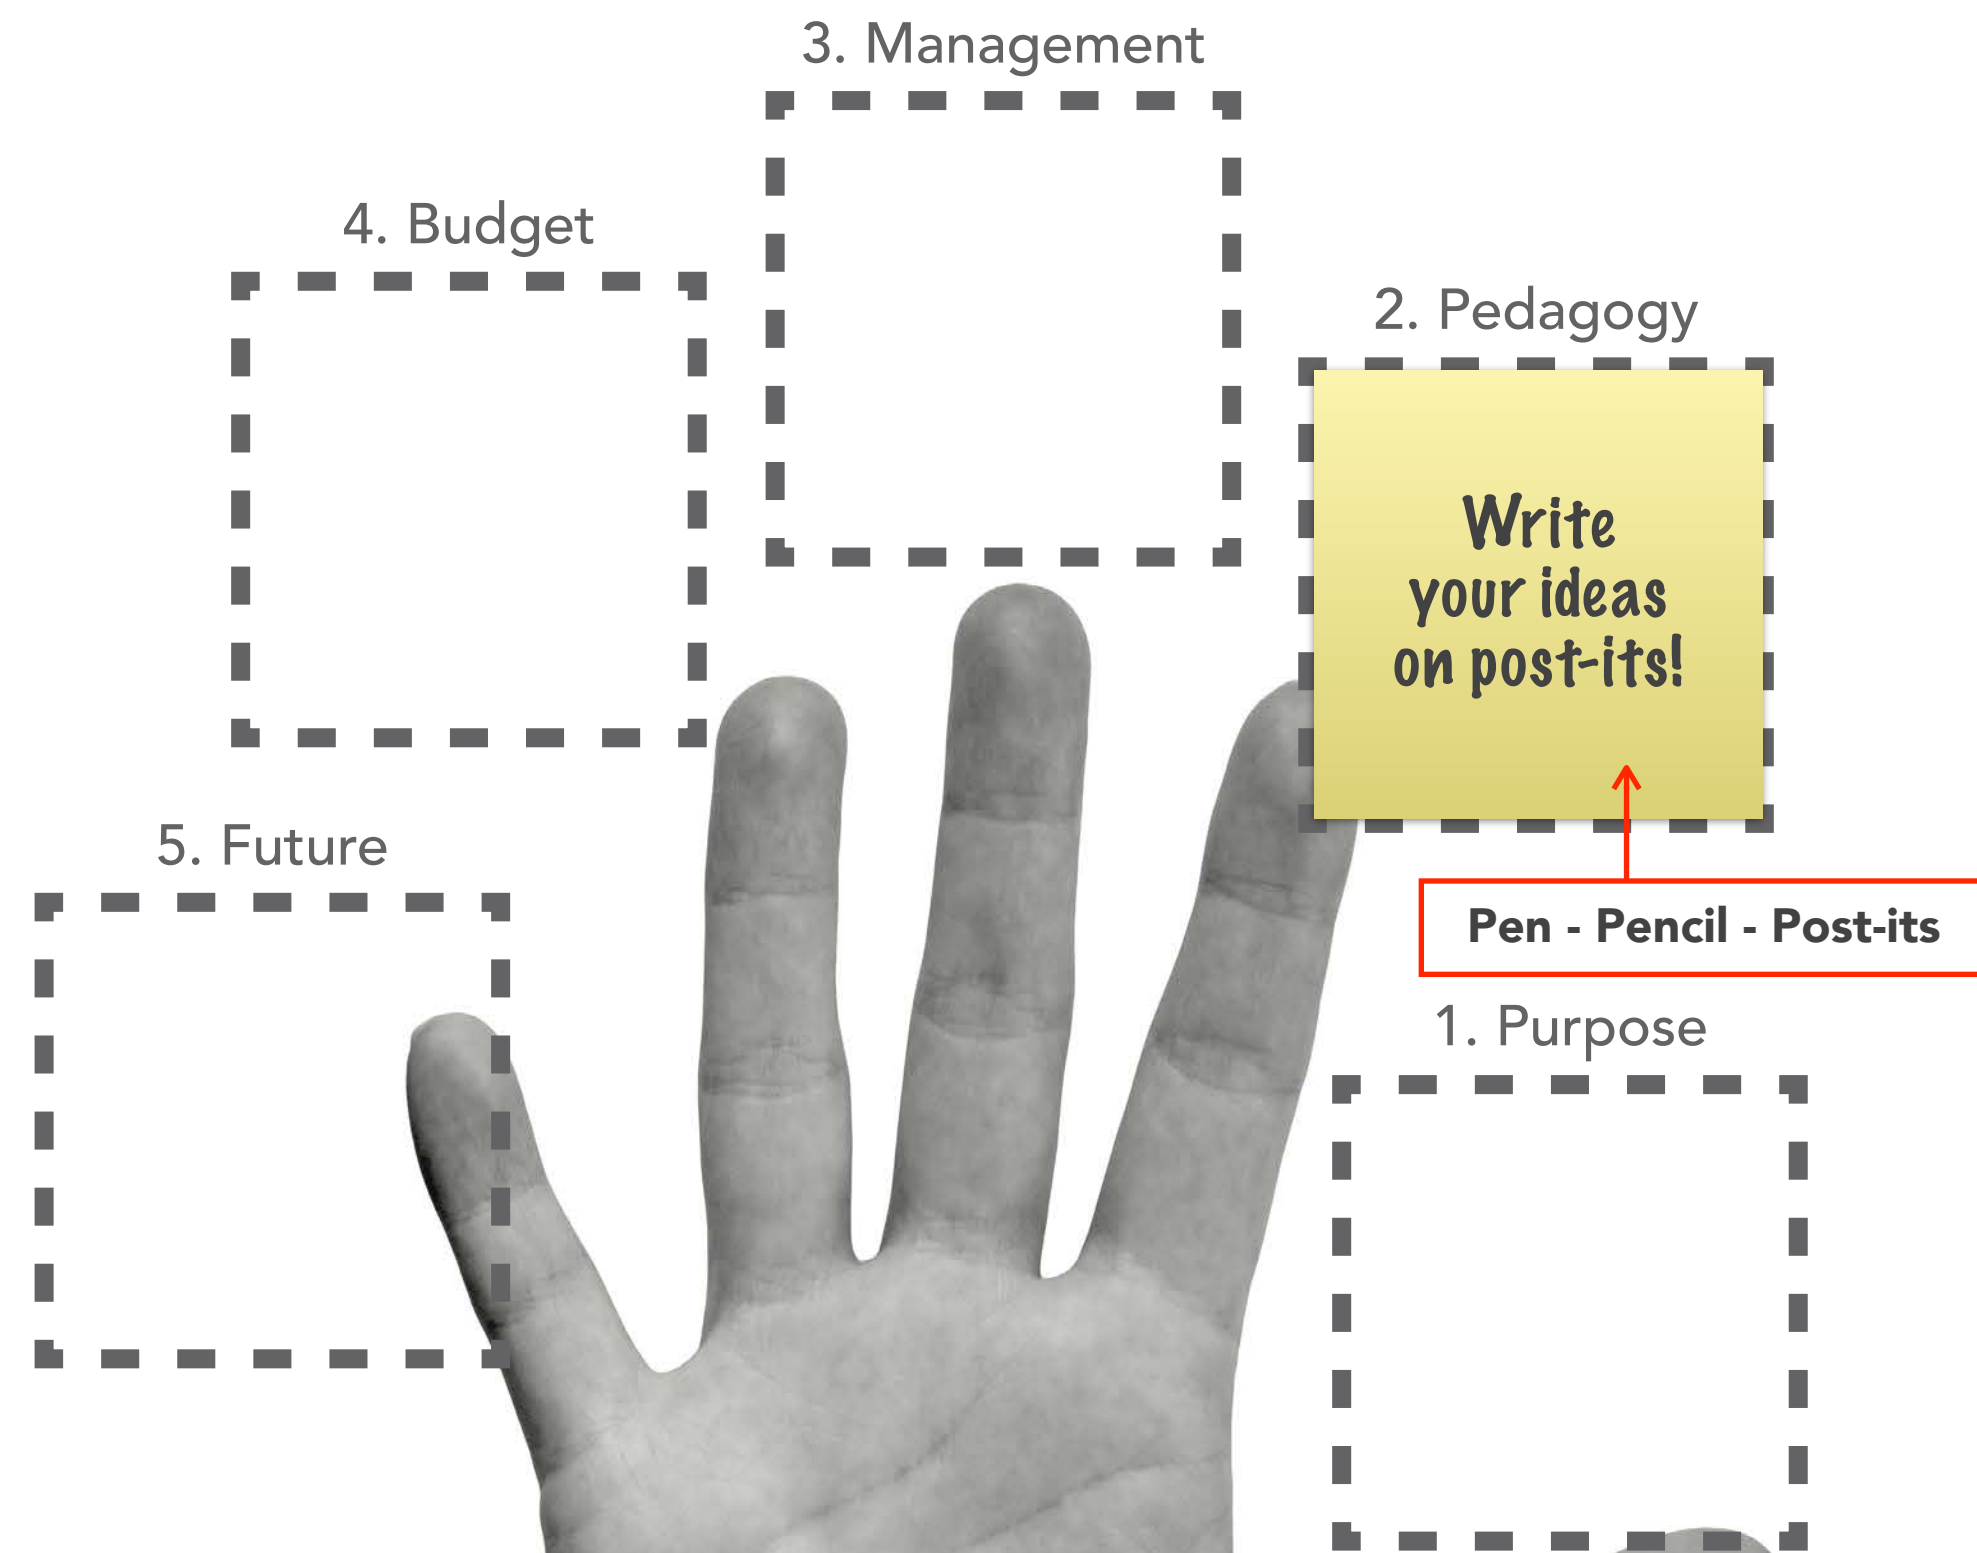 3. Management
4. Budget
2. Pedagogy
Write
your ideas
on post-its!
5. Future
Pen - Pencil - Post-its
1. Purpose